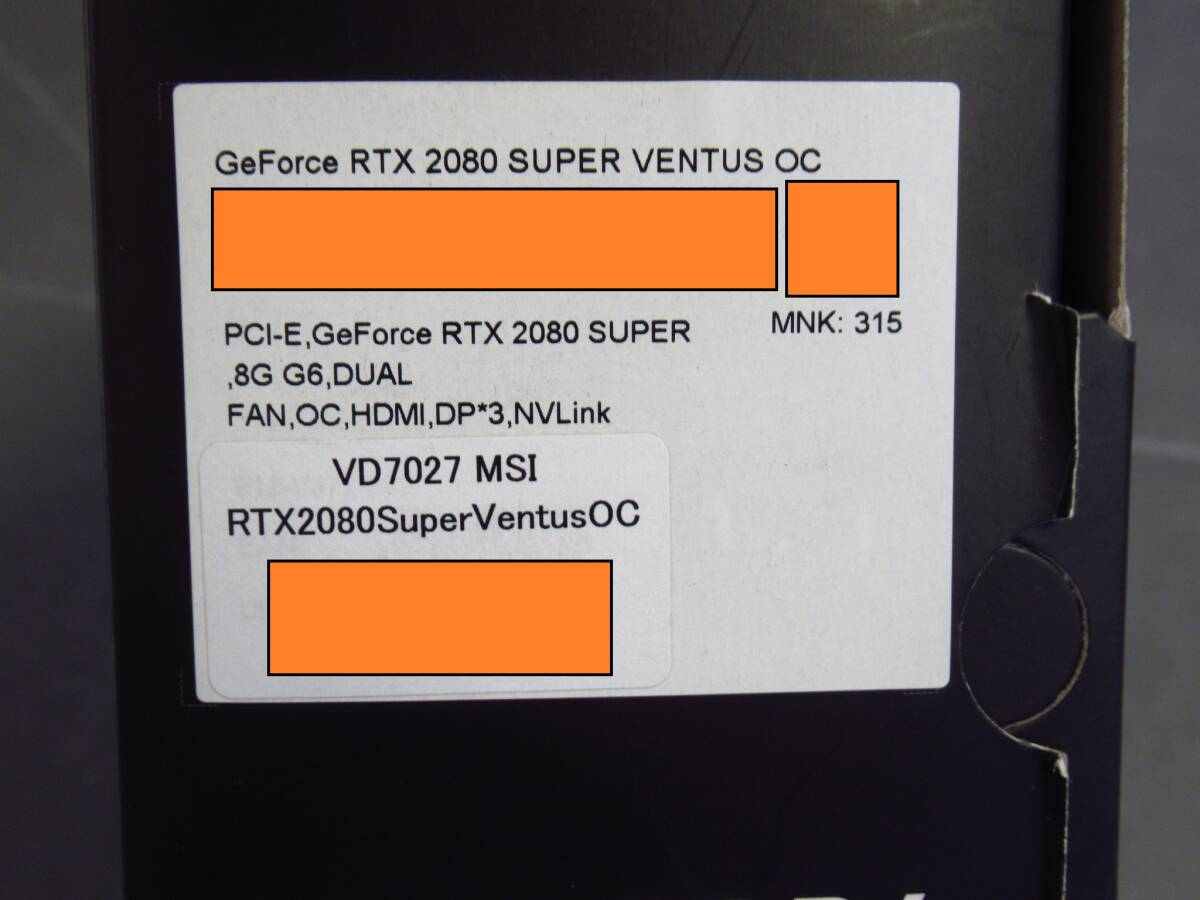 GeForce RTX 2080 SUPER VENTUS OC
PCI-E,GeForce RTX 2080 SUPER
,8G G6,DUAL
FAN,OC,HDMI,DP*3,NVLink
MNK: 315
VD7027 MSI
RTX2080SuperVentusOC